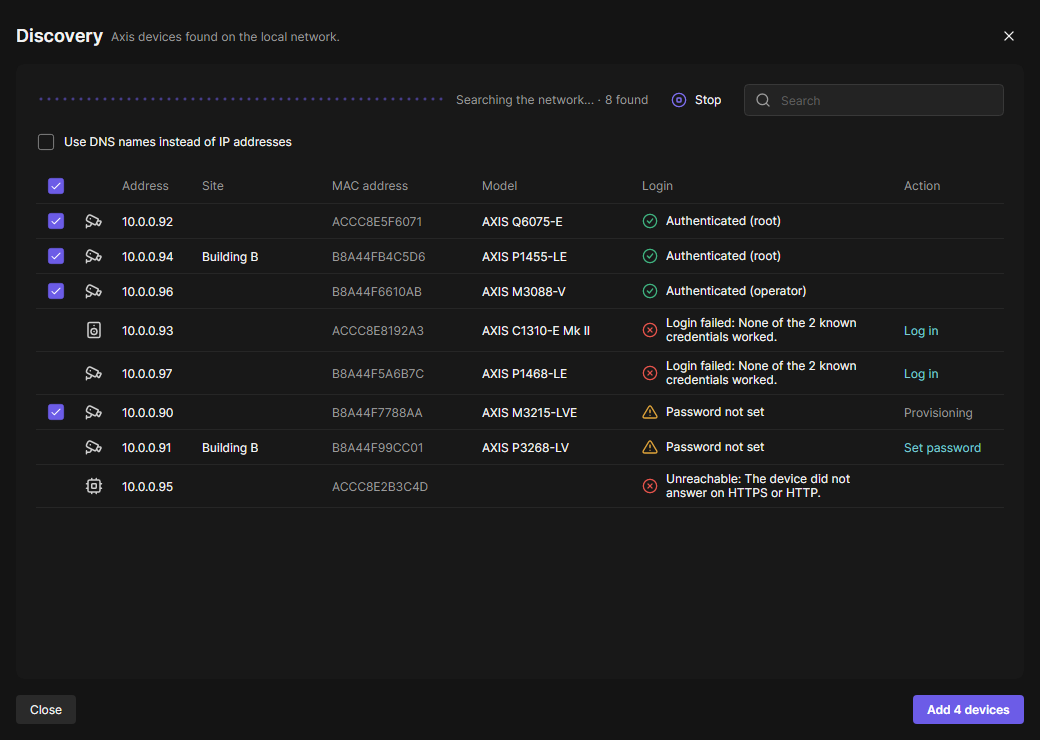 Discovery Axis devices found on the local network.
Searching the network... · 8 found Stop Search
Use DNS names instead of IP addresses
Address Site MAC address Model Login Action
10.0.0.92 ACCC8E5F6071 AXIS Q6075-E Authenticated (root)
10.0.0.94 Building B B8A44FB4C5D6 AXIS P1455-LE Authenticated (root)
10.0.0.96 B8A44F6610AB AXIS M3088-V Authenticated (operator)
10.0.0.93 ACCC8E8192A3 AXIS C1310-E Mk II Login failed: None of the 2 known
credentials worked. Log in
10.0.0.97 B8A44F5A6B7C AXIS P1468-LE Login failed: None of the 2 known
credentials worked. Log in
10.0.0.90 B8A44F7788AA AXIS M3215-LVE Password not set Provisioning
10.0.0.91 Building B B8A44F99CC01 AXIS P3268-LV Password not set Set password
10.0.0.95 ACCC8E2B3C4D Unreachable: The device did not
answer on HTTPS or HTTP.
Close Add 4 devices